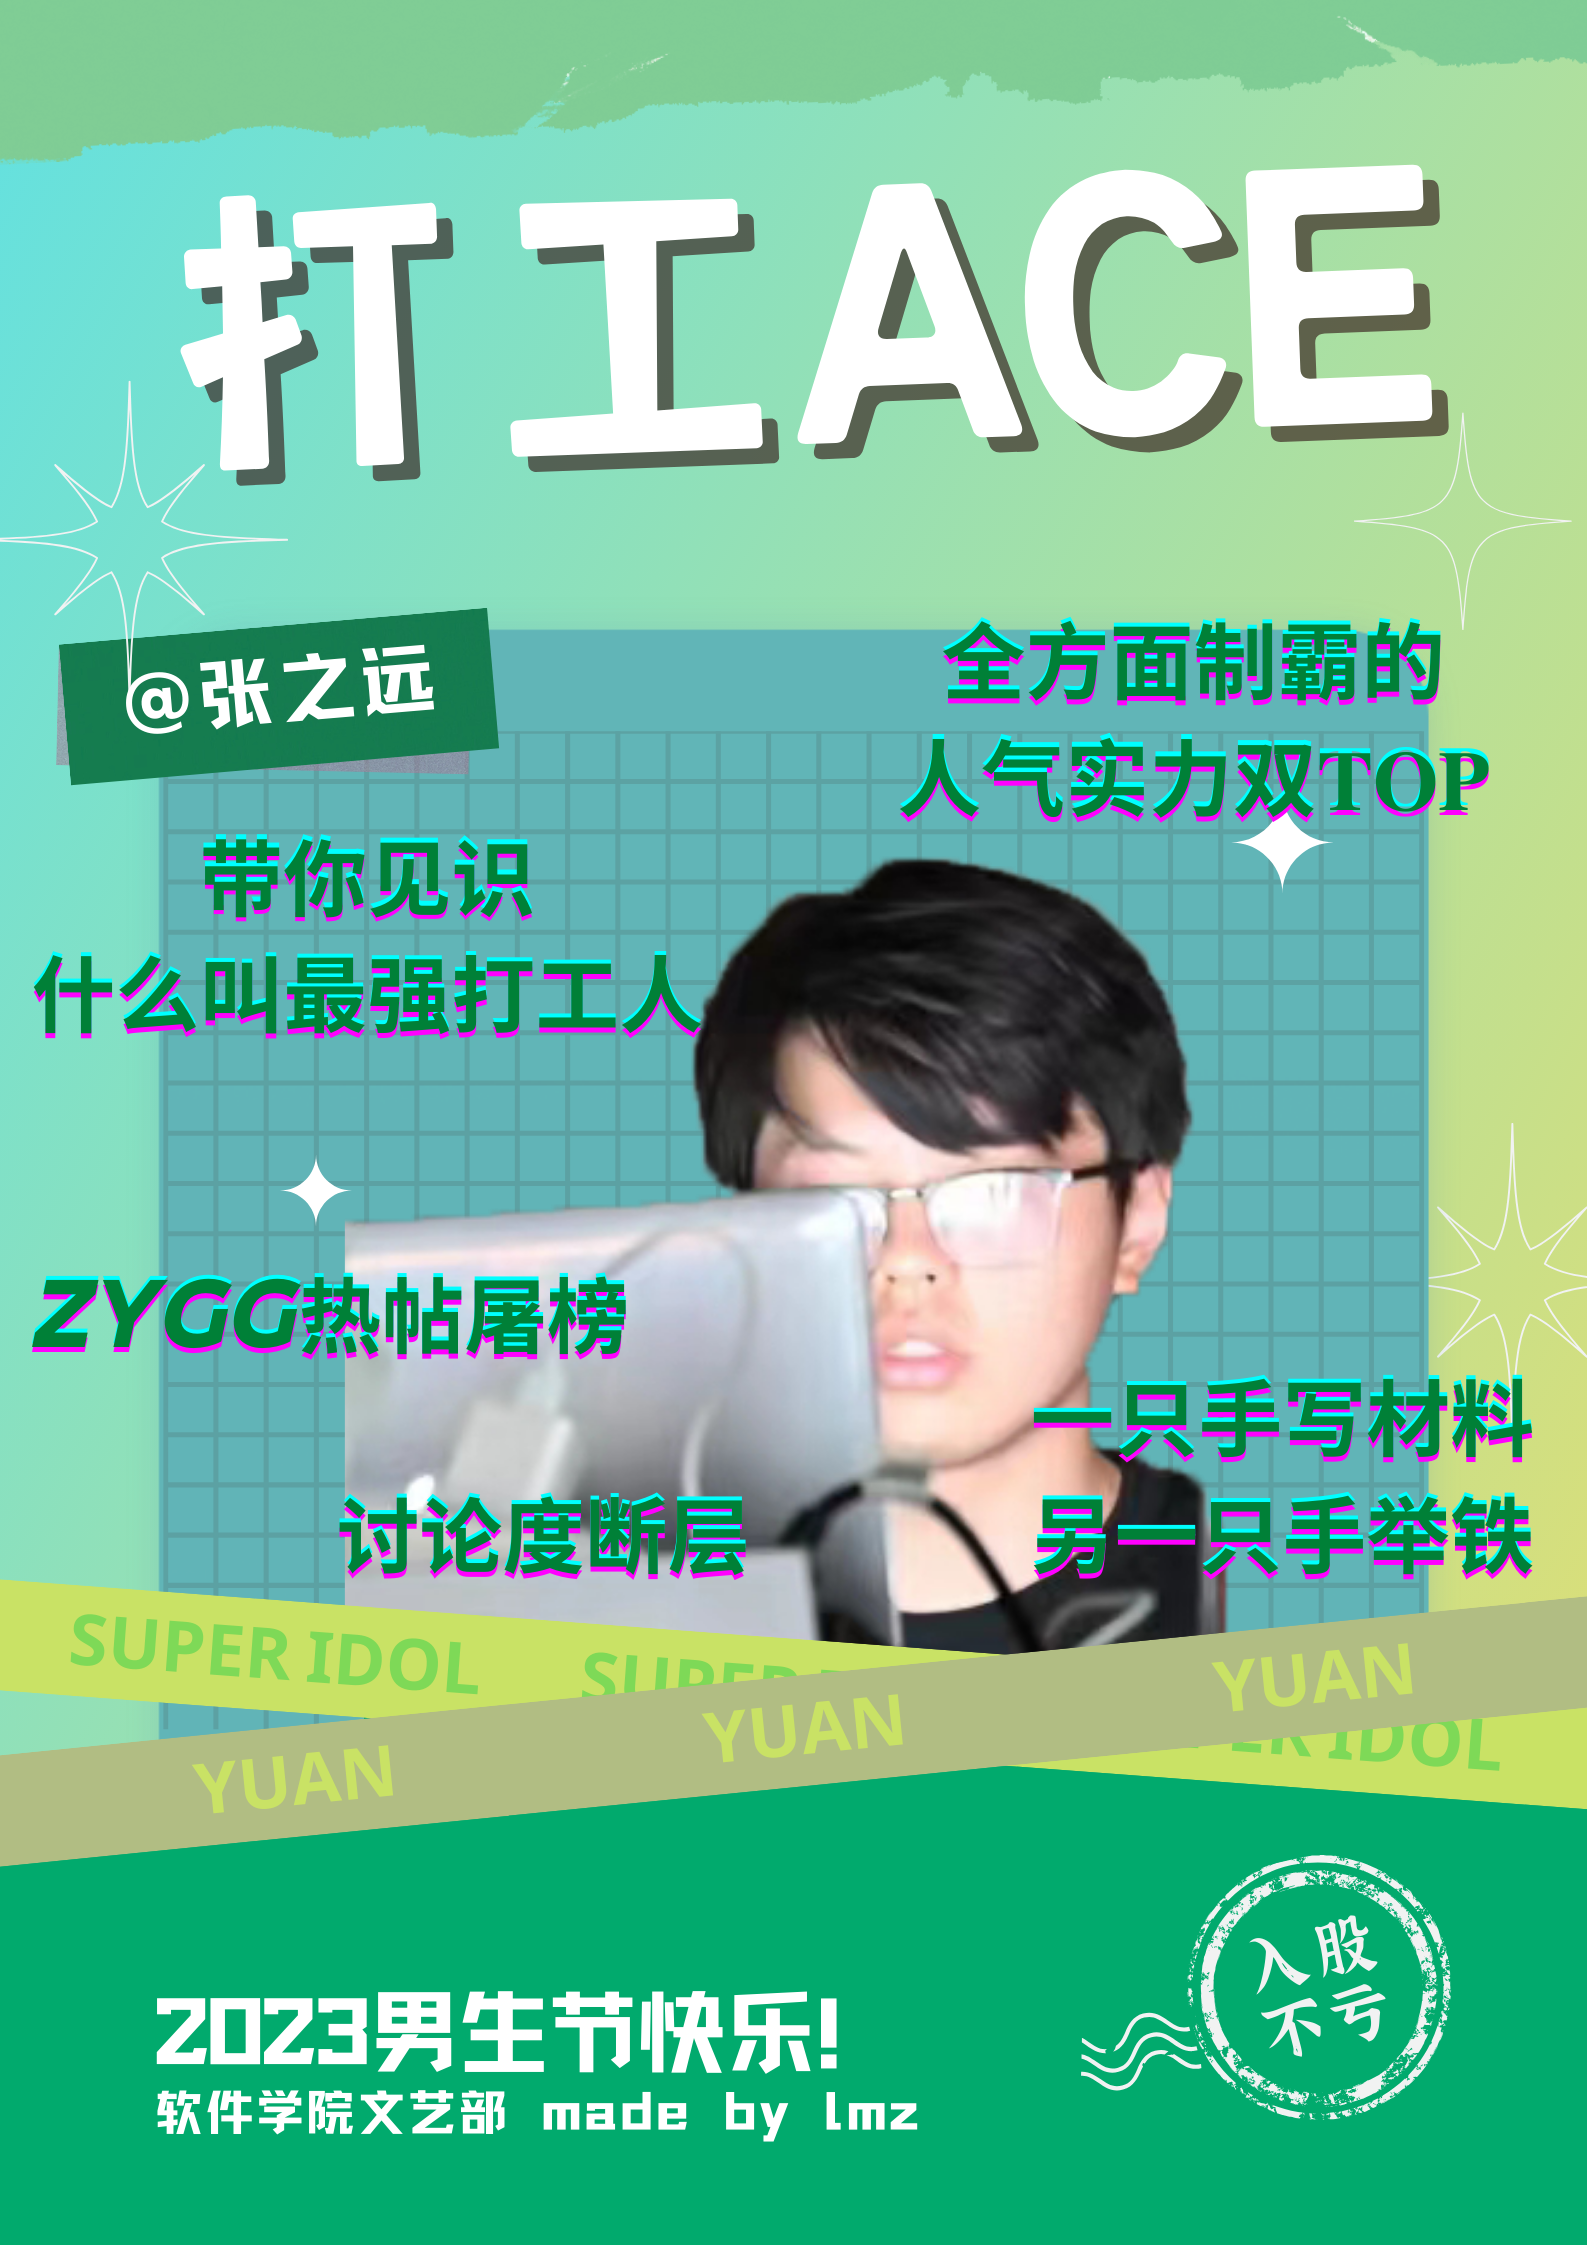 打工ACE
@张之远
全方面制霸的
人气实力双TOP
带你见识
什么叫最强打工人
ZYGG热帖屠榜
一只手写材料
讨论度断层
另一只手举铁
SUPER IDOL
SUPER
YUAN
YUAN
YUAN
IDOL
入股
不亏
2023男生节快乐!
软件学院文艺部 made by lmz